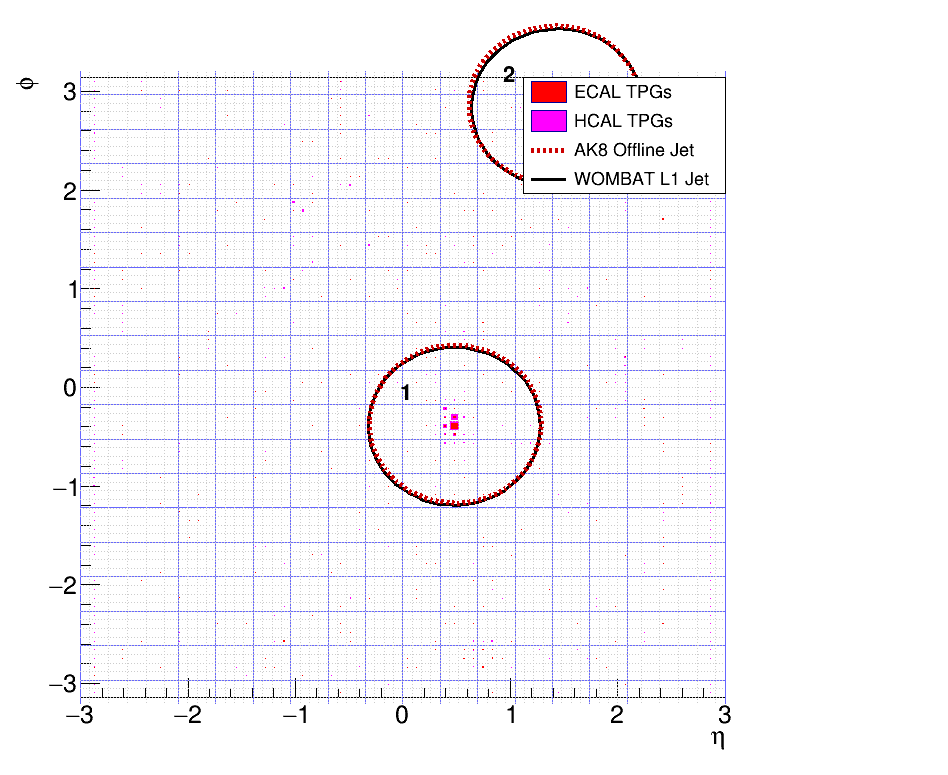 2
ϕ
3
ECAL TPGs
HCAL TPGs
AK8 Offline Jet
WOMBAT L1 Jet
2
1
0
1
−1
−2
−3
−3 −2 −1 0 1 2 3
η